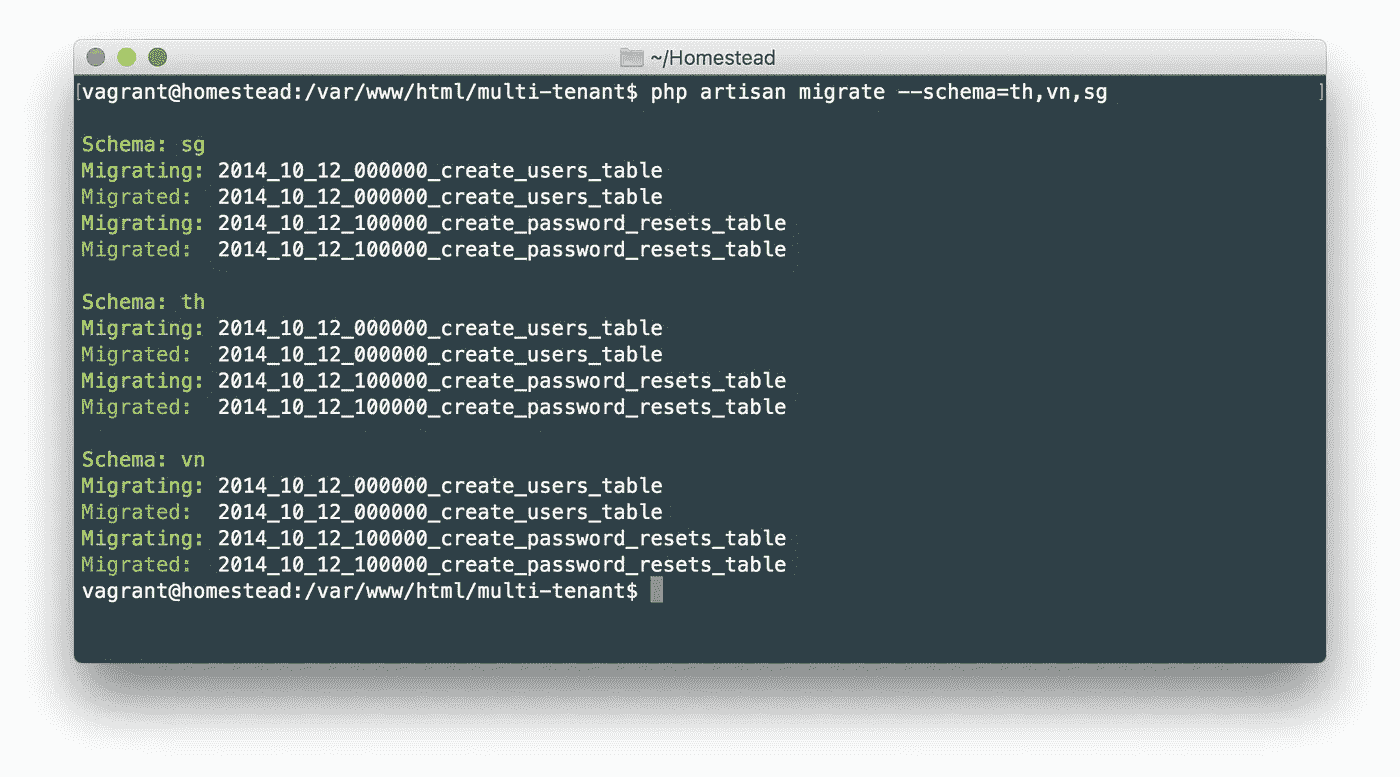 ~/Homestead
[vagrant@homestead:/var/www/html/multi-tenant$ php artisan migrate --schema=th,vn,sg ]
Schema: sg
Migrating: 2014_10_12_000000_create_users_table
Migrated:  2014_10_12_000000_create_users_table
Migrating: 2014_10_12_100000_create_password_resets_table
Migrated:  2014_10_12_100000_create_password_resets_table
Schema: th
Migrating: 2014_10_12_000000_create_users_table
Migrated:  2014_10_12_000000_create_users_table
Migrating: 2014_10_12_100000_create_password_resets_table
Migrated:  2014_10_12_100000_create_password_resets_table
Schema: vn
Migrating: 2014_10_12_000000_create_users_table
Migrated:  2014_10_12_000000_create_users_table
Migrating: 2014_10_12_100000_create_password_resets_table
Migrated:  2014_10_12_100000_create_password_resets_table
vagrant@homestead:/var/www/html/multi-tenant$